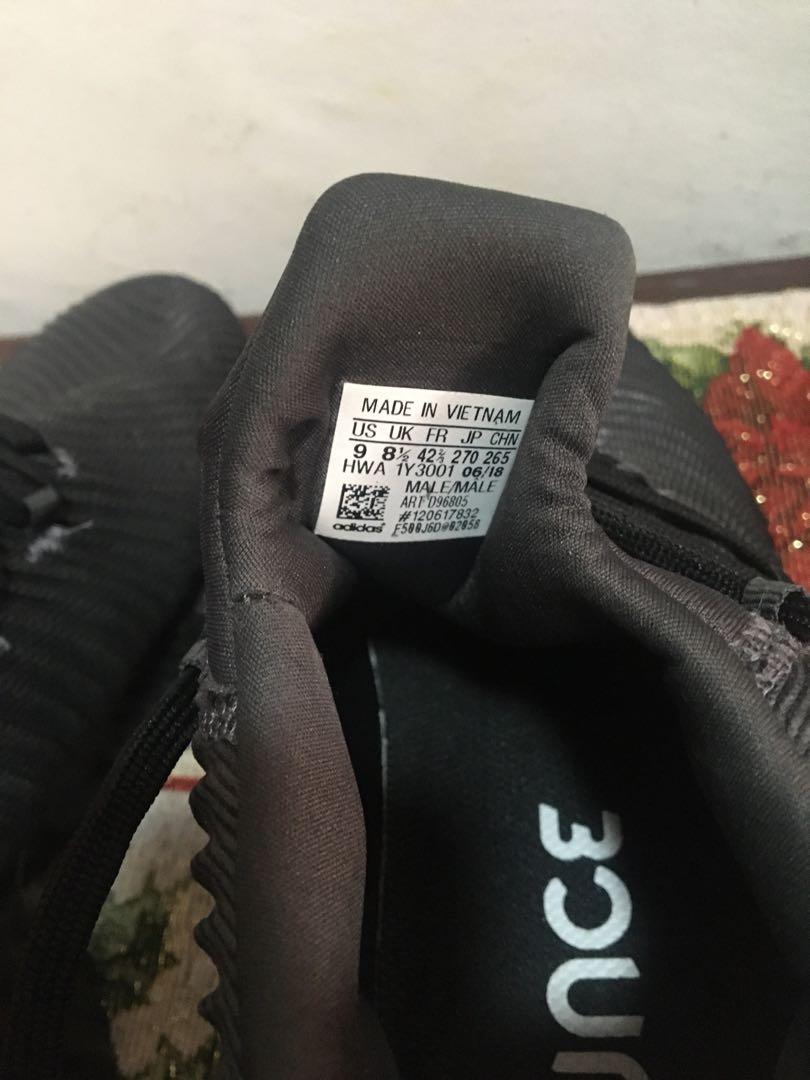 MADE IN VIETNAM
US UK FR JP CHN
9 8½ 42⅔ 270 265
HWA 1Y3001 06/18
MALE/MALE
ART D96805
#120617832
adidas
UNCE